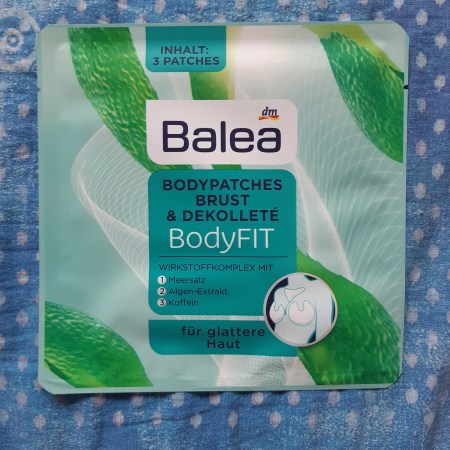 INHALT:
3 PATCHES
dm
Balea
BODYPATCHES
BRUST
& DEKOLLETÉ
BodyFIT
WIRKSTOFFKOMPLEX MIT
1 Meersalz
2 Algen-Extrakt
3 Koffein
für glattere
Haut